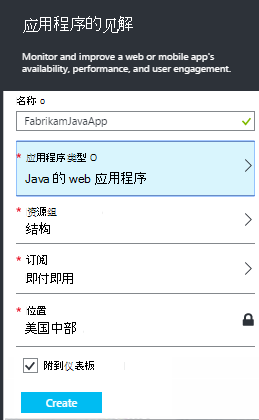 应用程序的见解
Monitor and improve a web or mobile app's
availability, performance, and user engagement.
名称 o
FabrikamJavaApp
* 应用程序类型 O
Java 的 web 应用程序
* 资源组
结构
* 订阅
即付即用
* 位置
美国中部
附到仪表板
Create